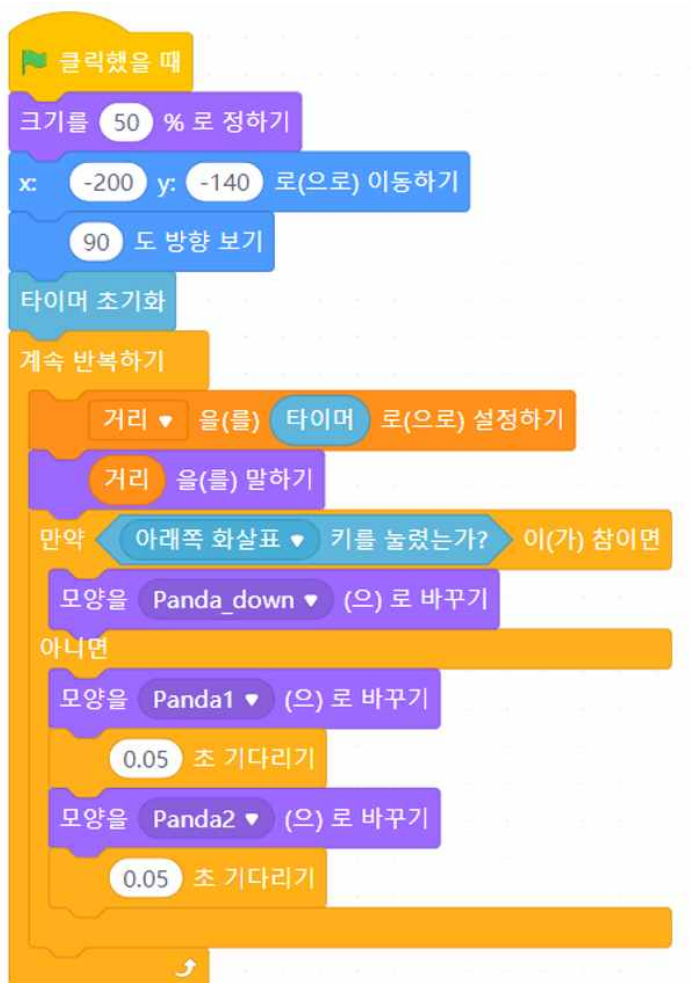 클릭했을 때
크기를 50 % 로 정하기
x: -200 y: -140 로(으로) 이동하기
90 도 방향 보기
타이머 초기화
계속 반복하기
거리 을(를) 타이머 로(으로) 설정하기
거리 을(를) 말하기
만약 아래쪽 화살표 키를 눌렀는가? 이(가) 참이면
모양을 Panda_down (으) 로 바꾸기
아니면
모양을 Panda1 (으) 로 바꾸기
0.05 초 기다리기
모양을 Panda2 (으) 로 바꾸기
0.05 초 기다리기